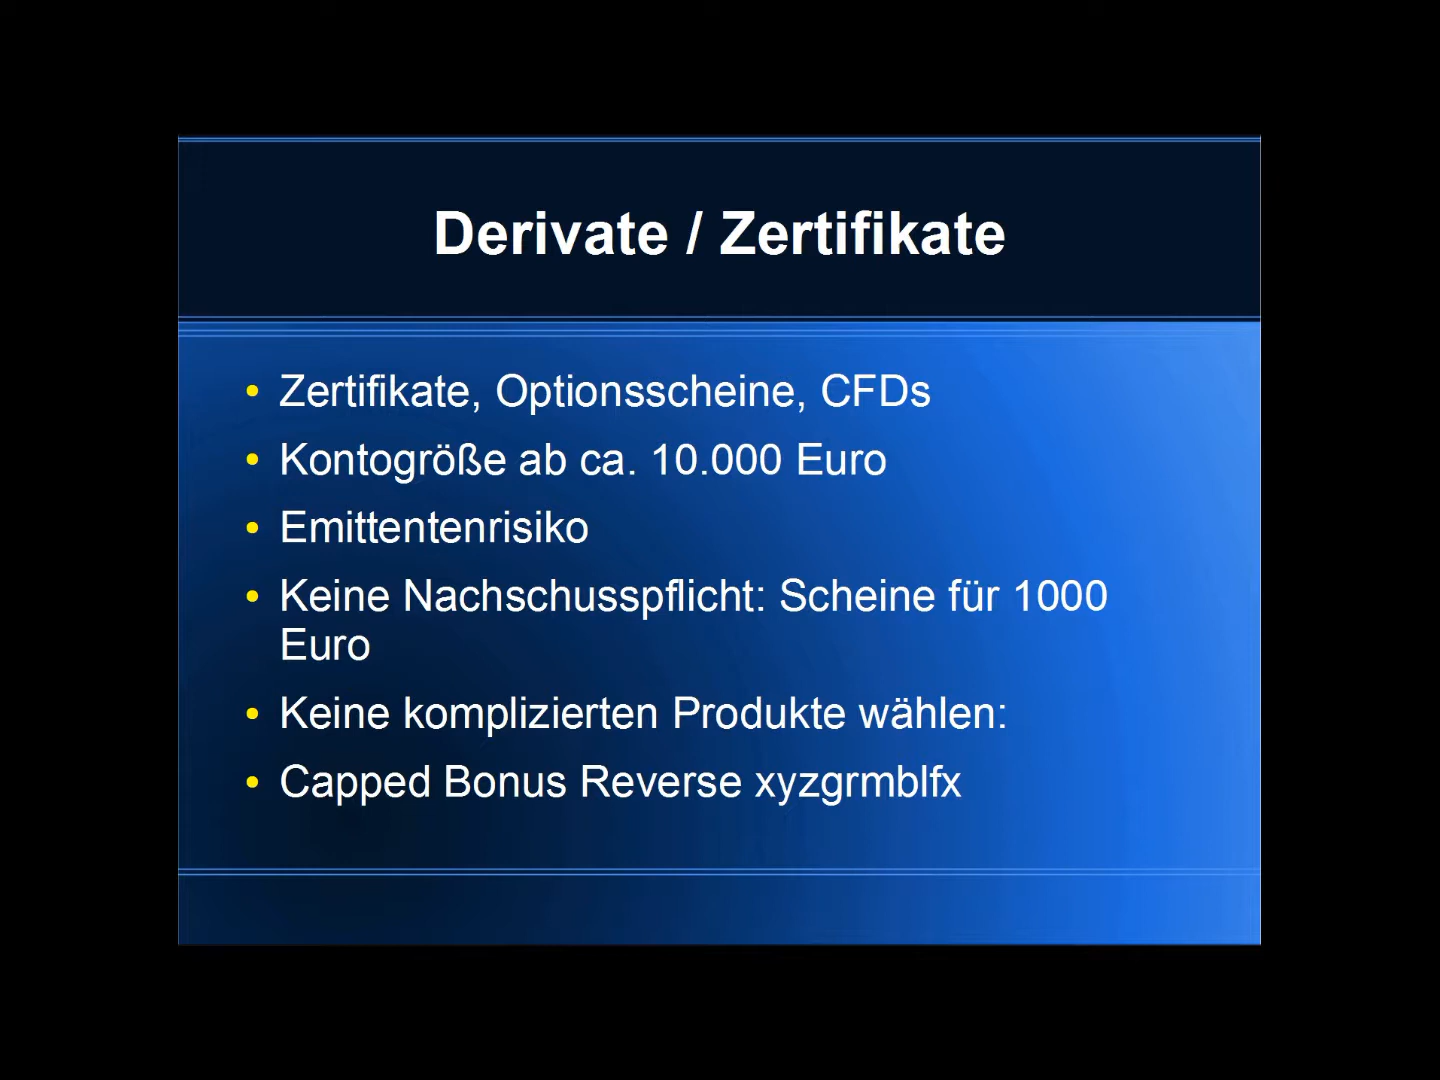 Derivate / Zertifikate
• Zertifikate, Optionsscheine, CFDs
• Kontogröße ab ca. 10.000 Euro
• Emittentenrisiko
• Keine Nachschusspflicht: Scheine für 1000
Euro
• Keine komplizierten Produkte wählen:
• Capped Bonus Reverse xyzgrmblfx